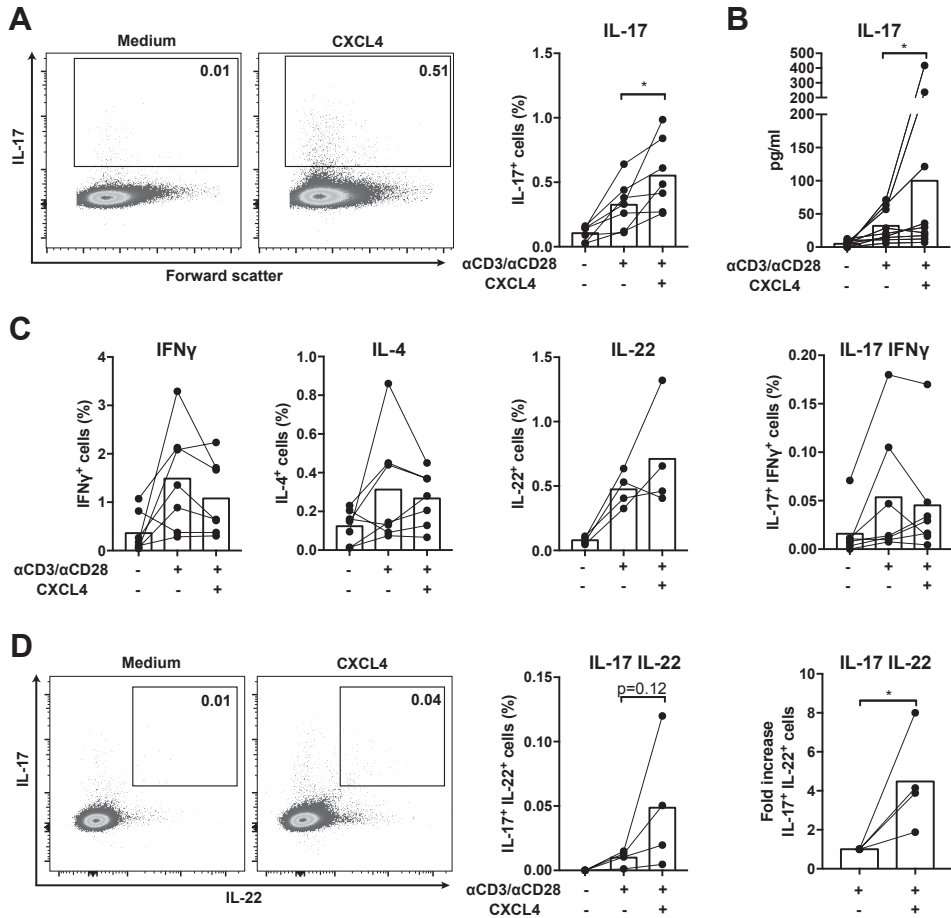 A
Medium
CXCL4
0.01
0.51
IL-17
Forward scatter
IL-17
IL-17⁺ cells (%)
1.5
1.0
0.5
0.0
*
αCD3/αCD28 - + +
CXCL4 - - +
B
IL-17
pg/ml
500
400
300
200
200
150
100
50
0
*
- + +
- - +
C
IFNγ
IFNγ⁺ cells (%)
4
3
2
1
0
αCD3/αCD28 - + +
CXCL4 - - +
IL-4
IL-4⁺ cells (%)
1.0
0.8
0.6
0.4
0.2
0.0
- + +
- - +
IL-22
IL-22⁺ cells (%)
1.5
1.0
0.5
0.0
- + +
- - +
IL-17 IFNγ
IL-17⁺ IFNγ⁺ cells (%)
0.20
0.15
0.10
0.05
0.00
- + +
- - +
D
Medium
CXCL4
0.01
0.04
IL-17
IL-22
IL-17 IL-22
IL-17⁺ IL-22⁺ cells (%)
0.15
0.10
0.05
0.00
p=0.12
αCD3/αCD28 - + +
CXCL4 - - +
IL-17 IL-22
Fold increase
IL-17⁺ IL-22⁺ cells
10
8
6
4
2
0
*
+ +
- +